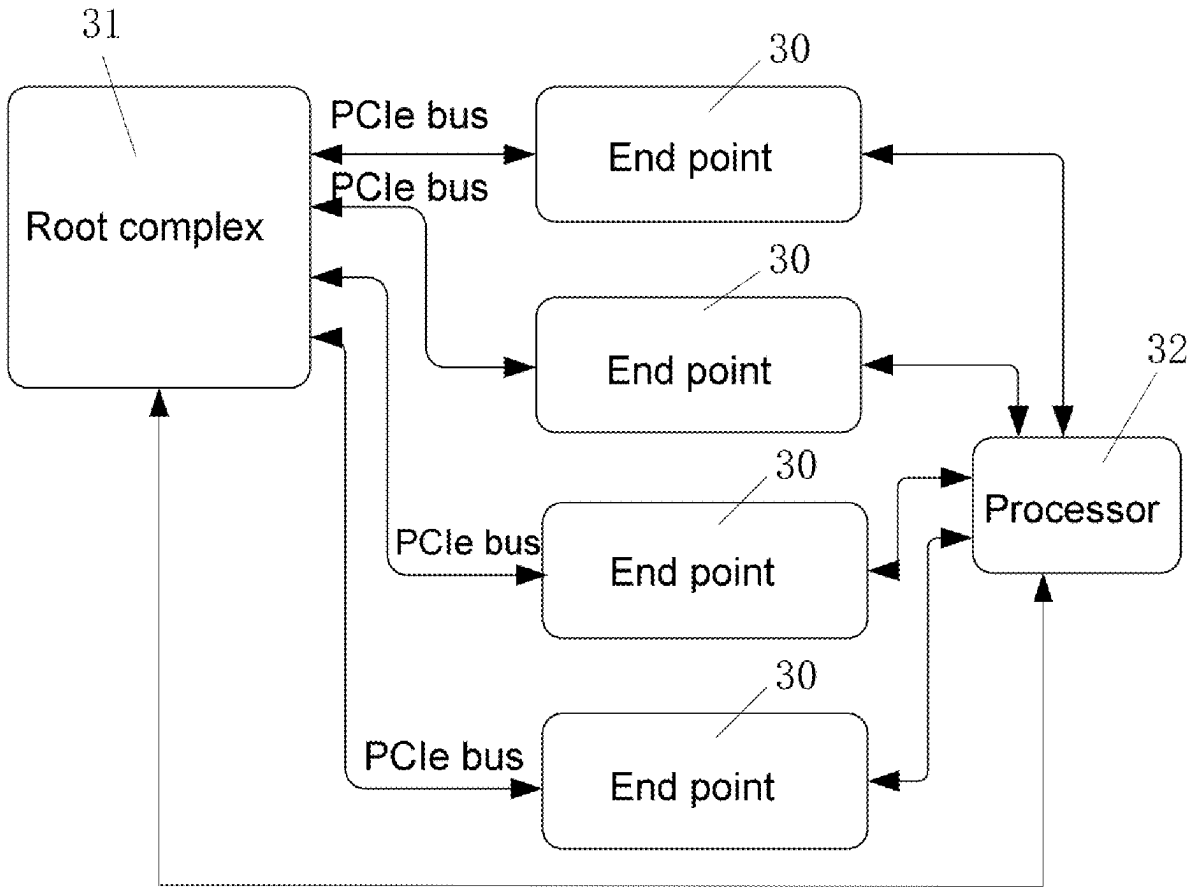 31
30
PCIe bus
End point
PCIe bus
Root complex
30
End point
32
30
Processor
PCIe bus
End point
30
PCIe bus
End point